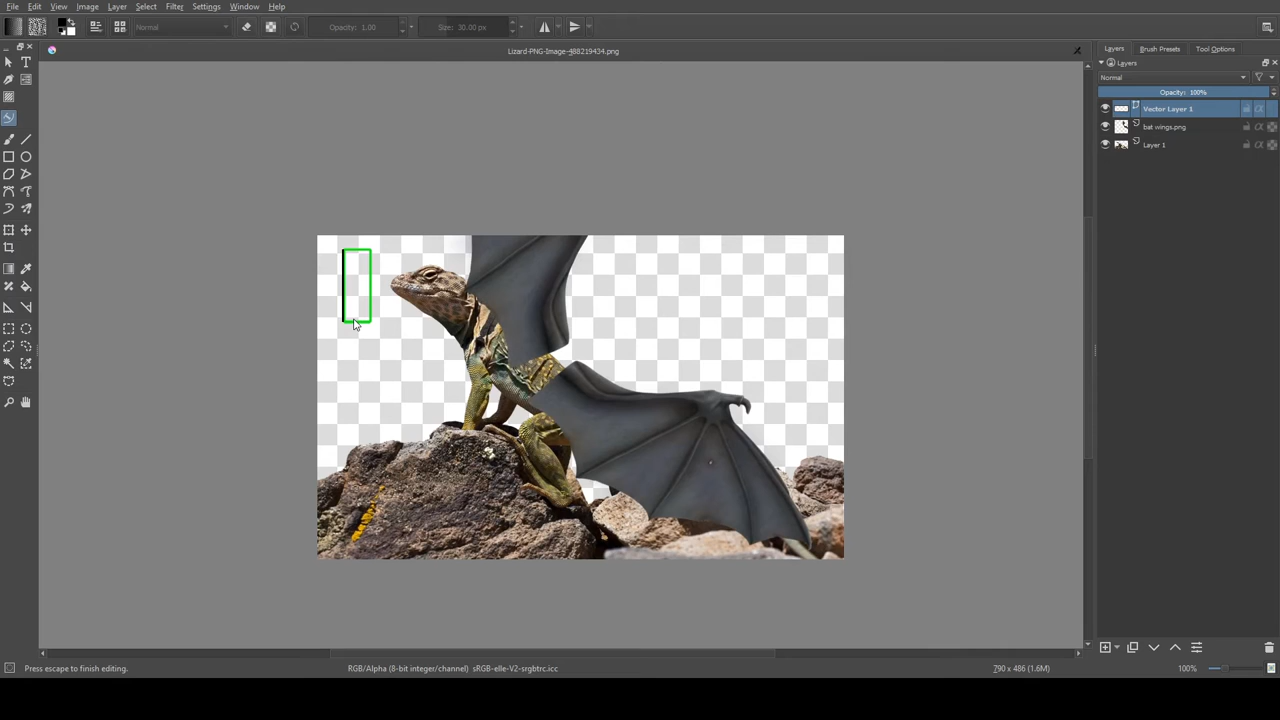 File Edit View Image Layer Select Filter Settings Window Help
Normal Opacity: 1.00 Size: 30.00 px
Lizard-PNG-Image-488219434.png
Layers Brush Presets Tool Options
Layers
Normal
Opacity: 100%
Vector Layer 1
bat wings.png
Layer 1
Press escape to finish editing. RGB/Alpha (8-bit integer/channel) sRGB-elle-V2-srgbtrc.icc 790 x 486 (1.6M) 100%